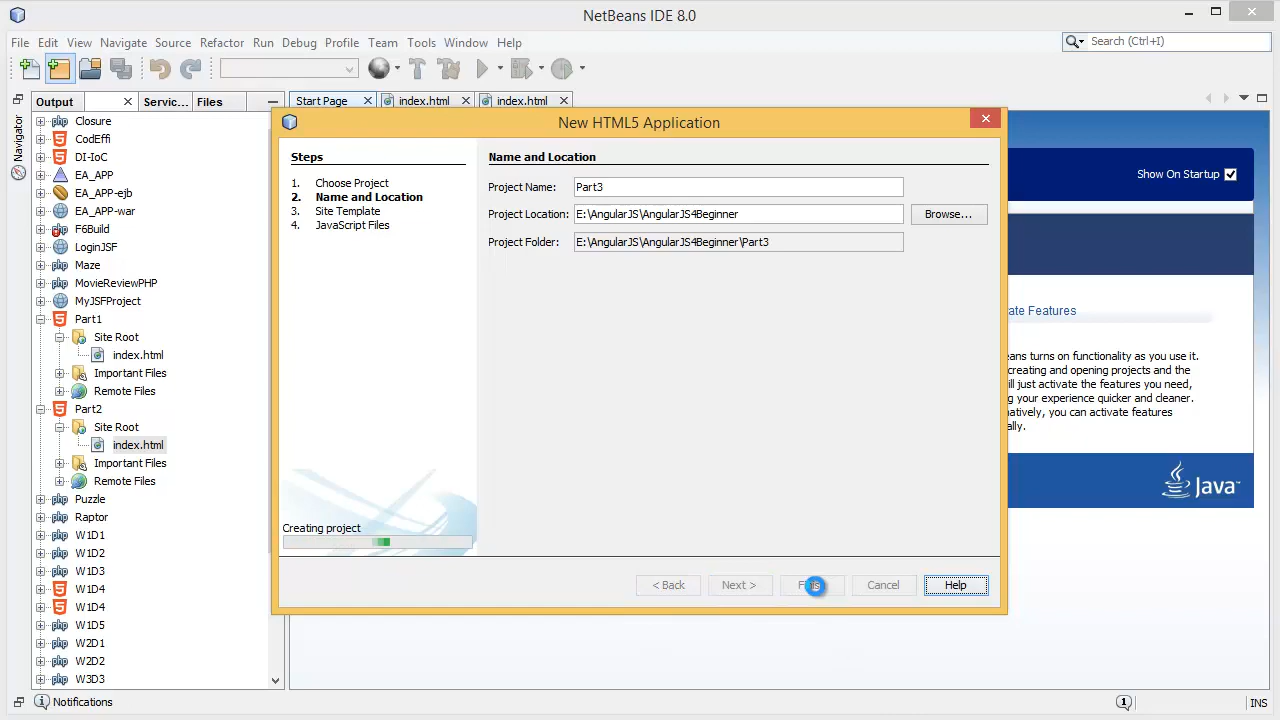 NetBeans IDE 8.0
File Edit View Navigate Source Refactor Run Debug Profile Team Tools Window Help
Search (Ctrl+I)
Output
Servic...
Files
Start Page
index.html
index.html
Navigator
Closure
CodEffi
DI-IoC
EA_APP
EA_APP-ejb
EA_APP-war
F6Build
LoginJSF
Maze
MovieReviewPHP
MyJSFProject
Part1
Site Root
index.html
Important Files
Remote Files
Part2
Site Root
index.html
Important Files
Remote Files
Puzzle
Raptor
W1D1
W1D2
W1D3
W1D4
W1D4
W1D5
W2D1
W2D2
W3D3
New HTML5 Application
Steps
1. Choose Project
2. Name and Location
3. Site Template
4. JavaScript Files
Creating project
Name and Location
Project Name: Part3
Project Location: E:\AngularJS\AngularJS4Beginner
Browse...
Project Folder: E:\AngularJS\AngularJS4Beginner\Part3
< Back
Next >
Cancel
Help
Show On Startup
ate Features
eans turns on functionality as you use it.
creating and opening projects and the
ill just activate the features you need,
g your experience quicker and cleaner.
natively, you can activate features
ally.
Java
Notifications
INS